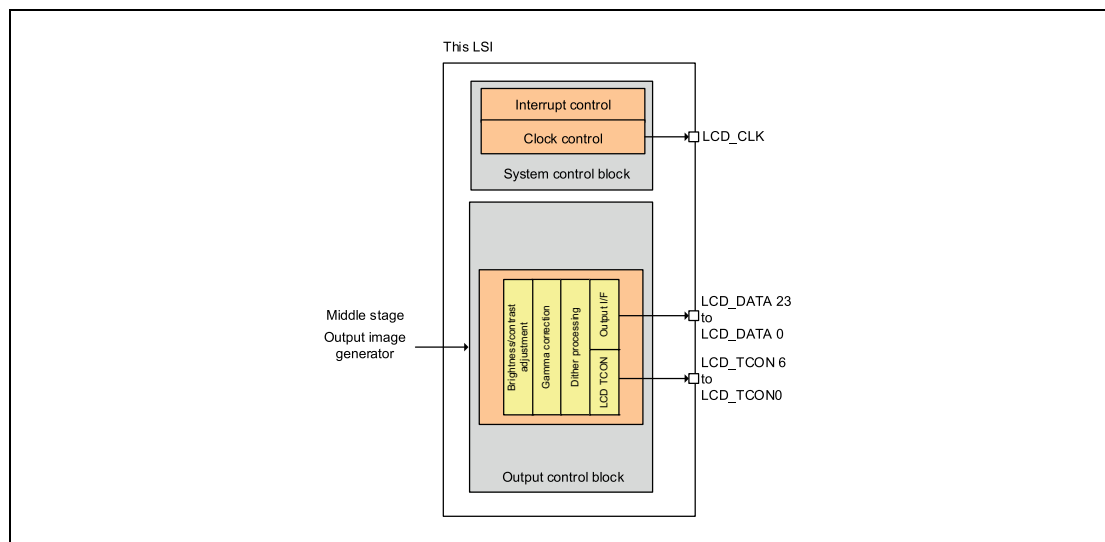 This LSI
Interrupt control
Clock control
System control block
LCD_CLK
Middle stage
Output image
generator
Brightness/contrast
adjustment
Gamma correction
Dither processing
Output I/F
LCD TCON
LCD_DATA 23
to
LCD_DATA 0
LCD_TCON 6
to
LCD_TCON0
Output control block